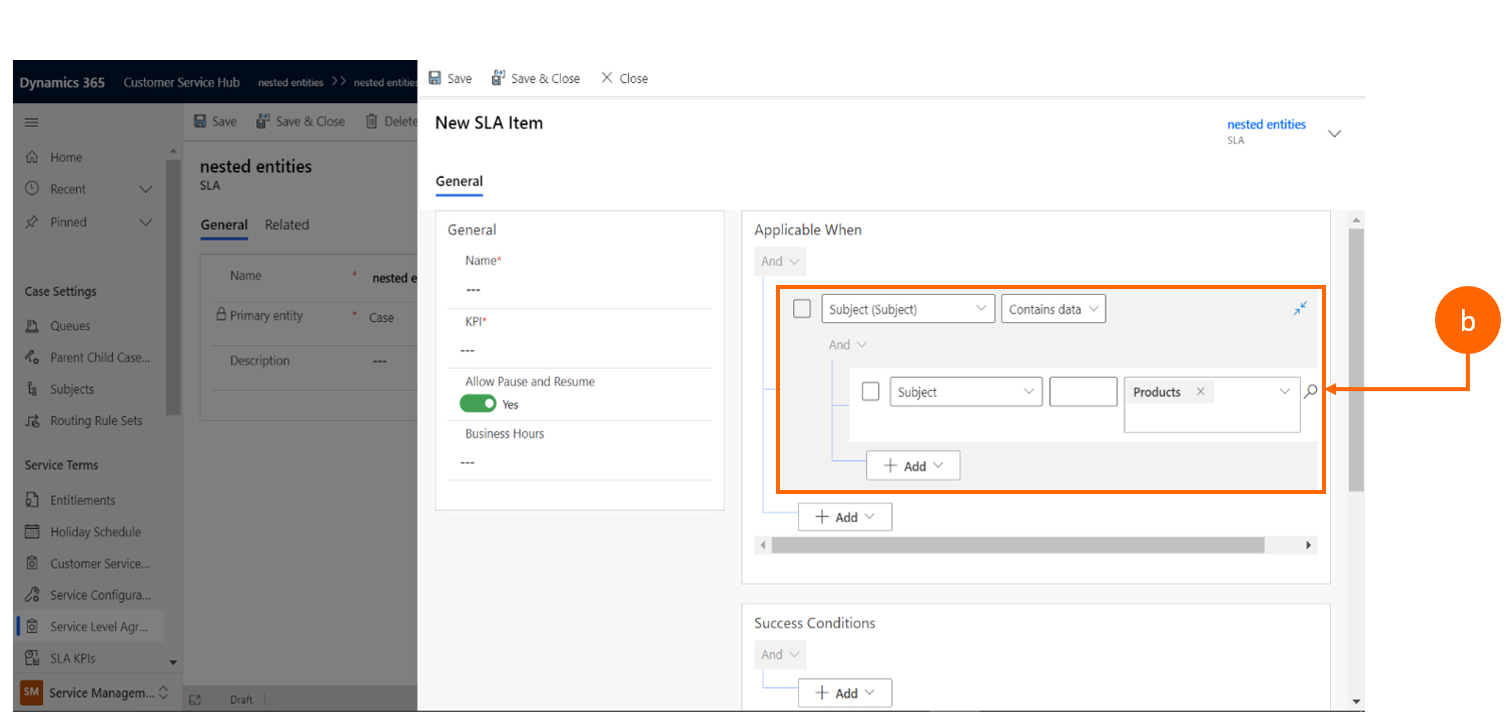 Dynamics 365 Customer Service Hub nested entities >> nested entities
Save Save & Close Delete
Home
Recent
Pinned
Case Settings
Queues
Parent Child Case...
Subjects
Routing Rule Sets
Service Terms
Entitlements
Holiday Schedule
Customer Service...
Service Configura...
Service Level Agr...
SLA KPIs
SM Service Managem...
nested entities
SLA
General Related
Name * nested e
Primary entity * Case
Description ---
Draft
Save Save & Close Close
New SLA Item
nested entities
SLA
General
General
Name*
---
KPI*
---
Allow Pause and Resume
Yes
Business Hours
---
Applicable When
And
Subject (Subject) Contains data
And
Subject Products
Add
Add
Success Conditions
And
Add
b